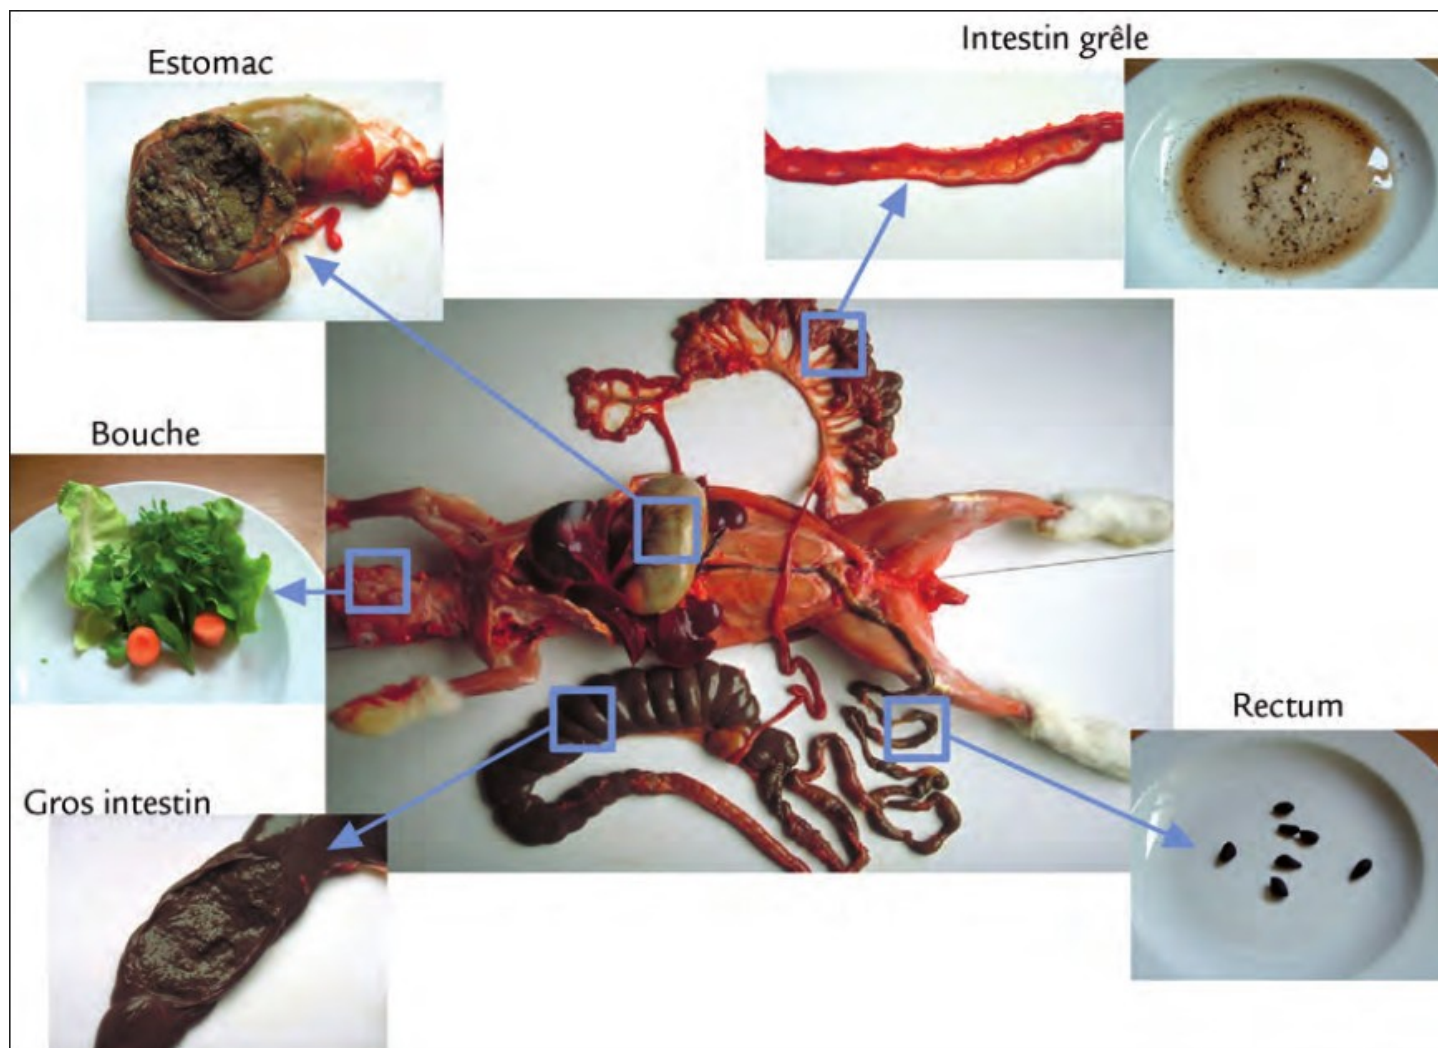 Estomac
Intestin grêle
Bouche
Rectum
Gros intestin